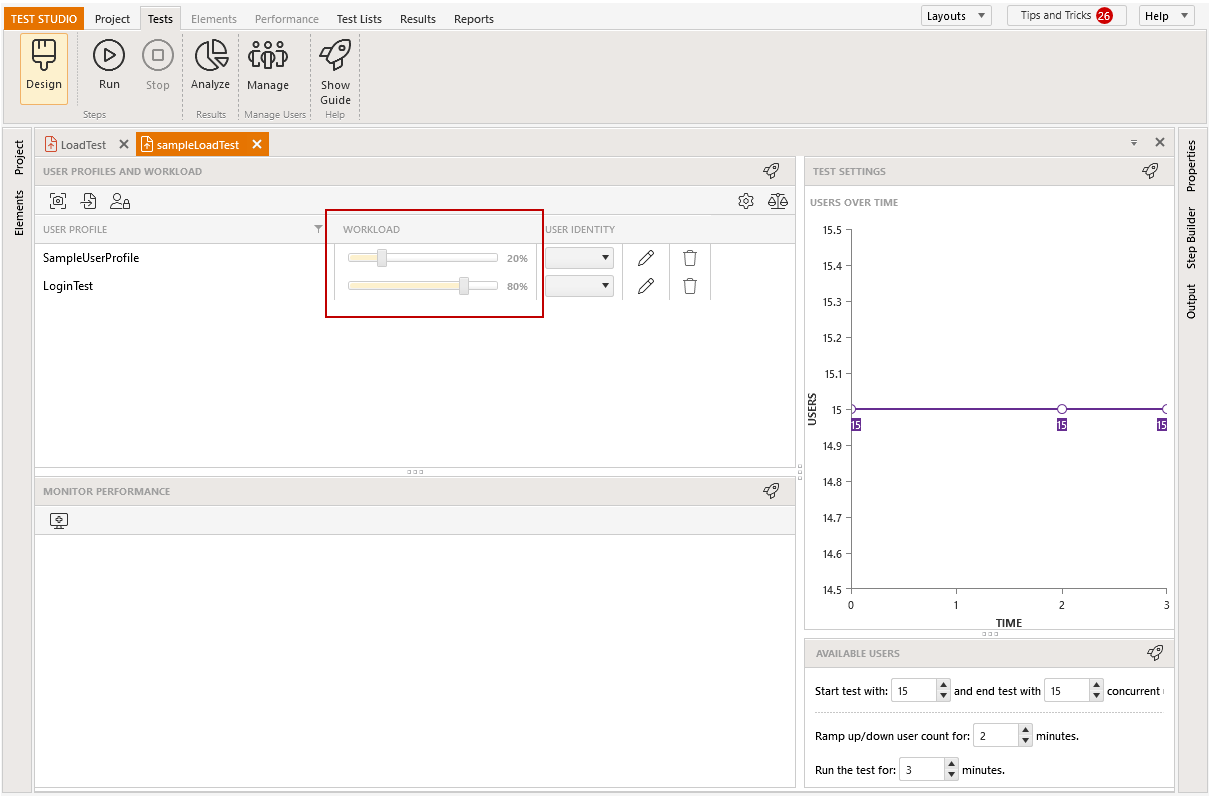 TEST STUDIO Project Tests Elements Performance Test Lists Results Reports Layouts Tips and Tricks 26 Help
Design Run Stop Analyze Manage Show Guide
Steps Results Manage Users Help
Project
Elements
LoadTest sampleLoadTest
USER PROFILES AND WORKLOAD
USER PROFILE WORKLOAD USER IDENTITY
SampleUserProfile 20%
LoginTest 80%
MONITOR PERFORMANCE
TEST SETTINGS
USERS OVER TIME
15.5
15.4
15.3
15.2
15.1
15
14.9
14.8
14.7
14.6
14.5
USERS
15 15 15
0 1 2 3
TIME
AVAILABLE USERS
Start test with: 15 and end test with 15 concurrent
Ramp up/down user count for: 2 minutes.
Run the test for: 3 minutes.
Properties
Step Builder
Output